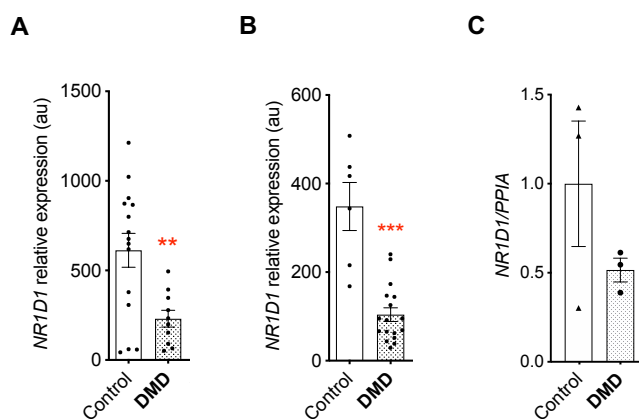 A
NR1D1 relative expression (au)
1500
1000
500
0
**
Control
DMD
B
NR1D1 relative expression (au)
600
400
200
0
***
Control
DMD
C
NR1D1/PPIA
1.5
1.0
0.5
0.0
Control
DMD